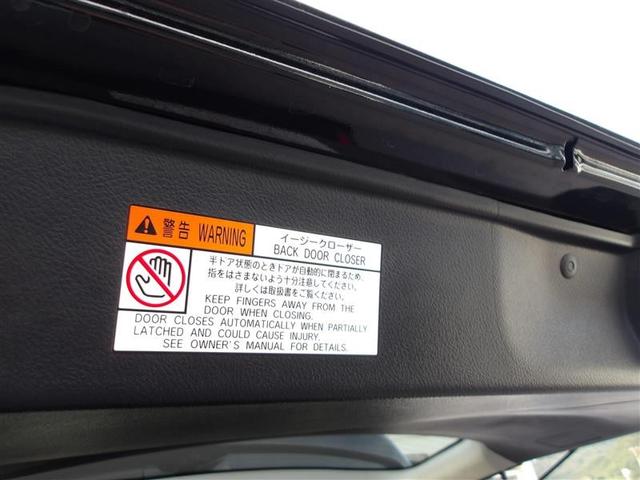 警告 WARNING
イージークローザー
BACK DOOR CLOSER
半ドア状態のときドアが自動的に閉まるため、
指をはさまないよう十分注意してください。
詳しくは取扱書をご覧ください。
KEEP FINGERS AWAY FROM THE
DOOR WHEN CLOSING.
DOOR CLOSES AUTOMATICALLY WHEN PARTIALLY
LATCHED AND COULD CAUSE INJURY.
SEE OWNER'S MANUAL FOR DETAILS.